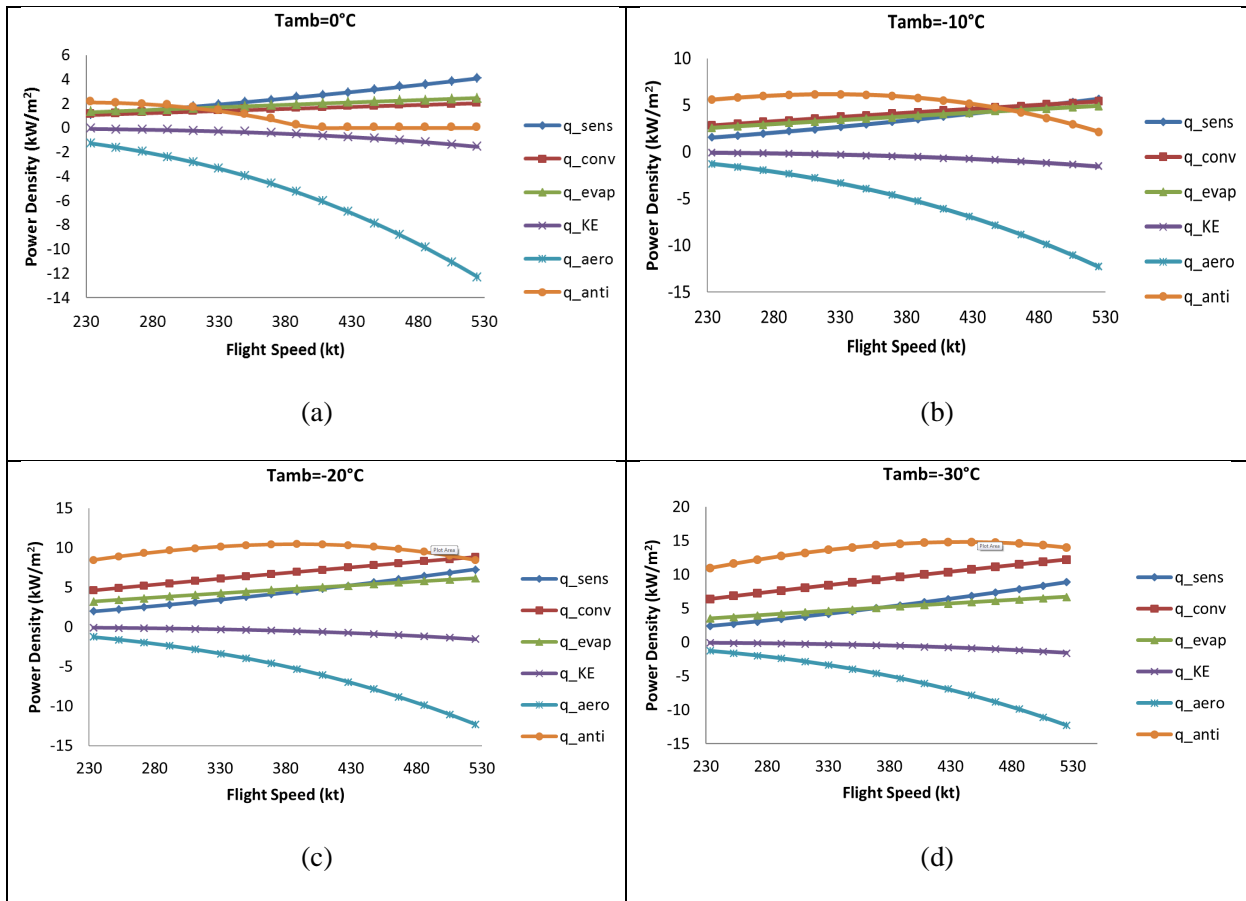 Tamb=0°C
6
4
2
0
-2
-4
-6
-8
-10
-12
-14
Power Density (kW/m²)
230 280 330 380 430 480 530
Flight Speed (kt)
q_sens
q_conv
q_evap
q_KE
q_aero
q_anti
(a)
Tamb=-10°C
10
5
0
-5
-10
-15
Power Density (kW/m²)
230 280 330 380 430 480 530
Flight Speed (kt)
q_sens
q_conv
q_evap
q_KE
q_aero
q_anti
(b)
Tamb=-20°C
15
10
5
0
-5
-10
-15
Power Density (kW/m²)
Plot Area
230 280 330 380 430 480 530
Flight Speed (kt)
q_sens
q_conv
q_evap
q_KE
q_aero
q_anti
(c)
Tamb=-30°C
20
15
10
5
0
-5
-10
-15
Power Density (kW/m²)
Plot Area
230 280 330 380 430 480 530
Flight Speed (kt)
q_sens
q_conv
q_evap
q_KE
q_aero
q_anti
(d)